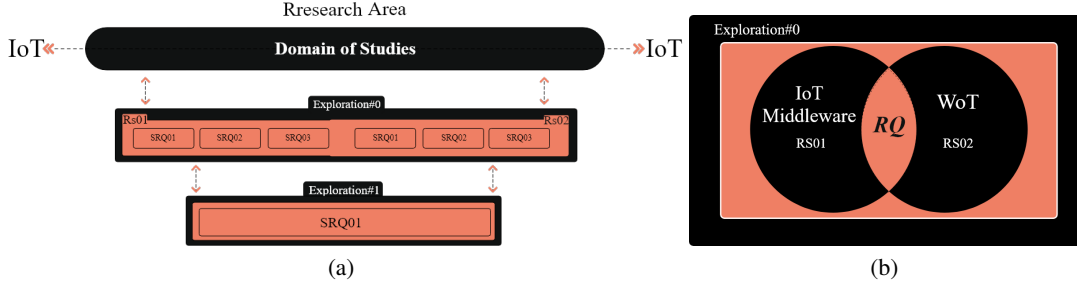 Rresearch Area
IoT Domain of Studies IoT
Exploration#0
Rs01 Rs02
SRQ01 SRQ02 SRQ03 SRQ01 SRQ02 SRQ03
Exploration#1
SRQ01
(a)
Exploration#0
IoT
Middleware
RS01
RQ
WoT
RS02
(b)